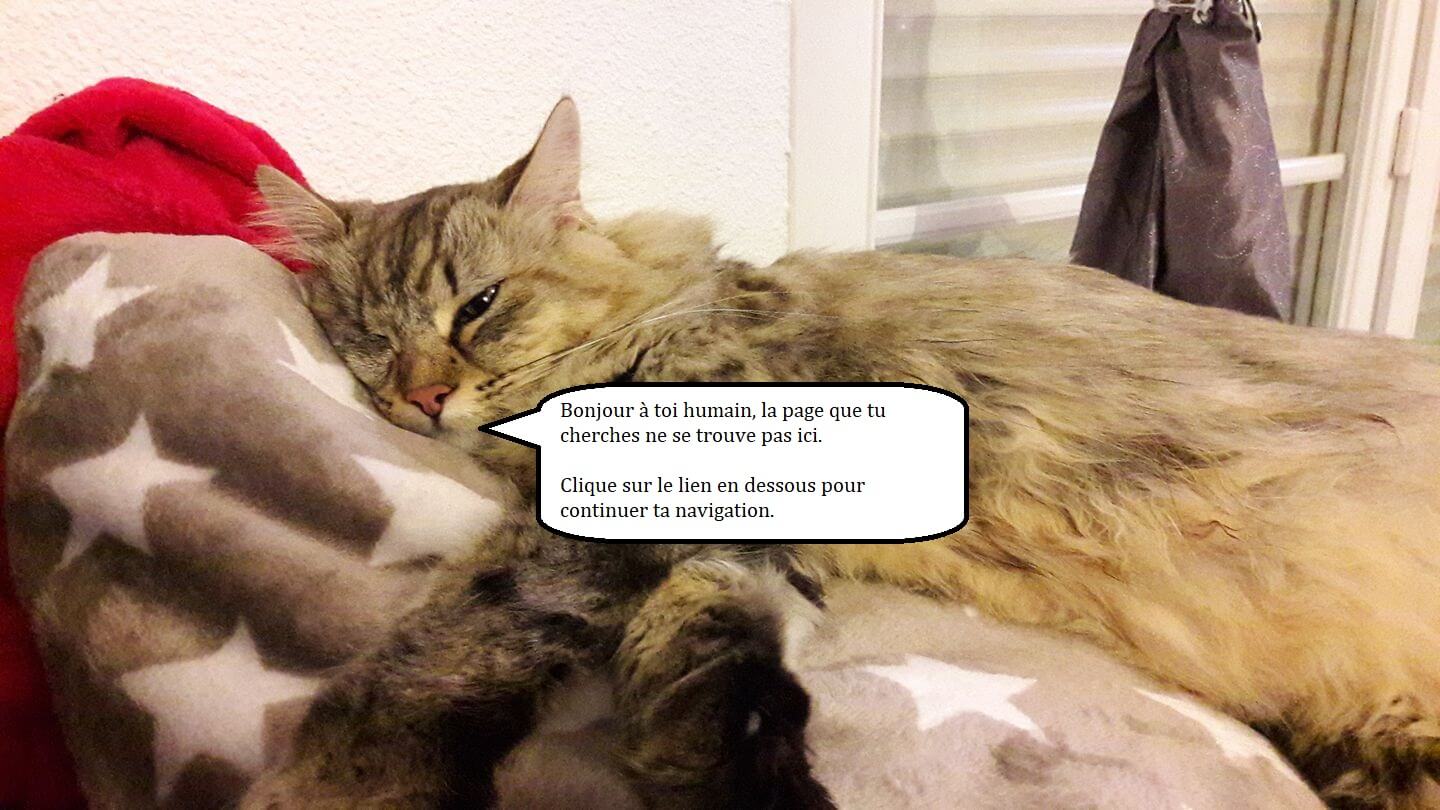 Bonjour à toi humain, la page que tu
cherches ne se trouve pas ici.
Clique sur le lien en dessous pour
continuer ta navigation.